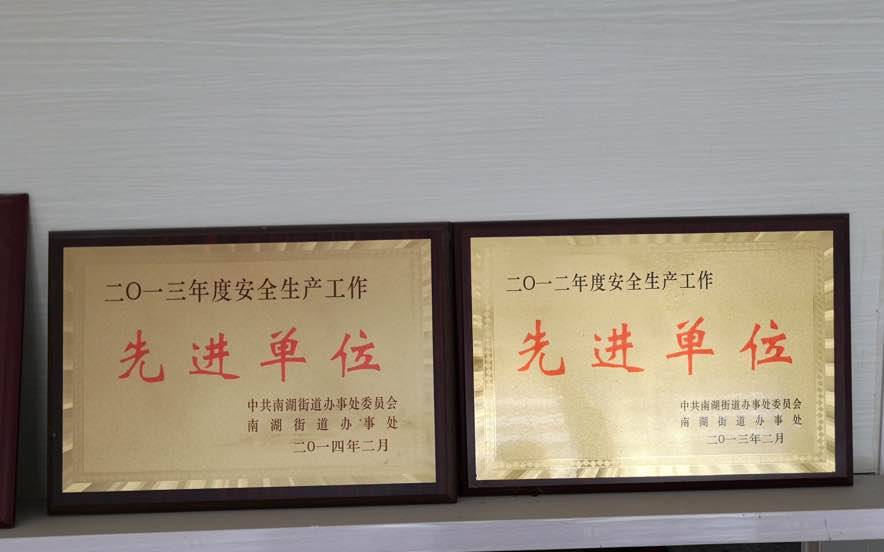 二〇一三年度安全生产工作
先进单位
中共南湖街道办事处委员会
南湖街道办事处
二〇一四年二月
二〇一二年度安全生产工作
先进单位
中共南湖街道办事处委员会
南湖街道办事处
二〇一三年二月